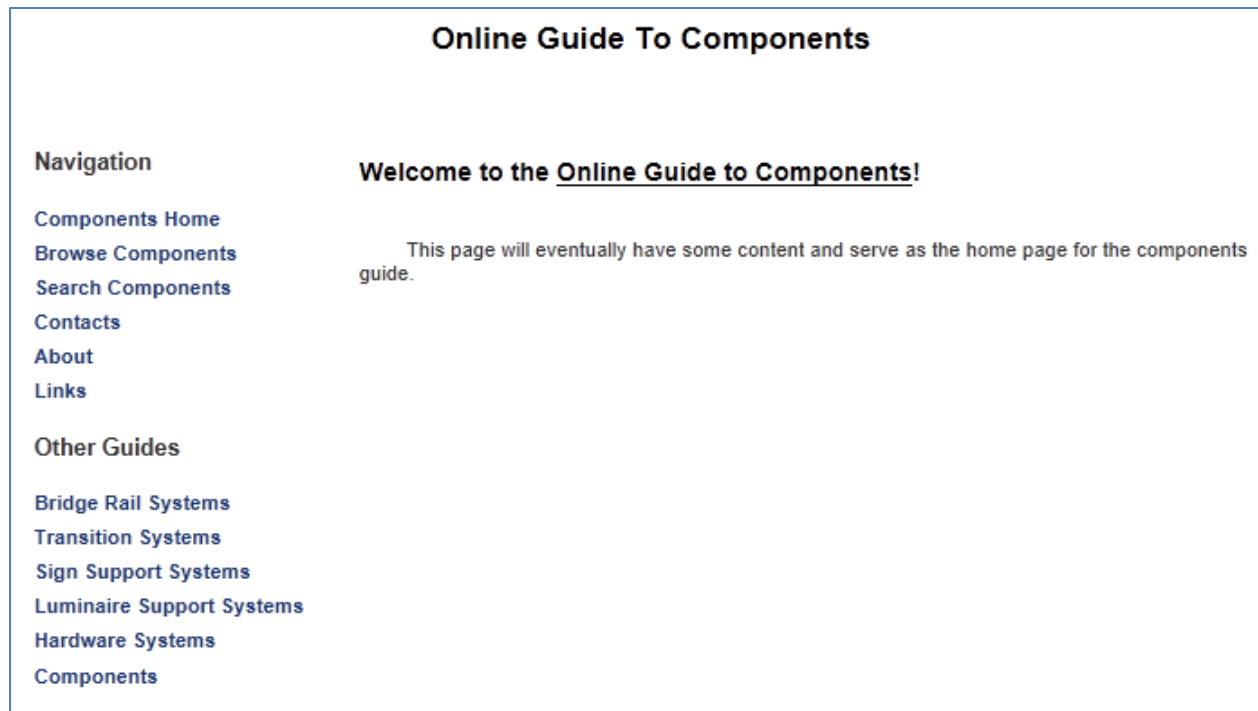 Online Guide To Components
Navigation
Components Home
Browse Components
Search Components
Contacts
About
Links
Other Guides
Bridge Rail Systems
Transition Systems
Sign Support Systems
Luminaire Support Systems
Hardware Systems
Components
Welcome to the Online Guide to Components!
This page will eventually have some content and serve as the home page for the components
guide.